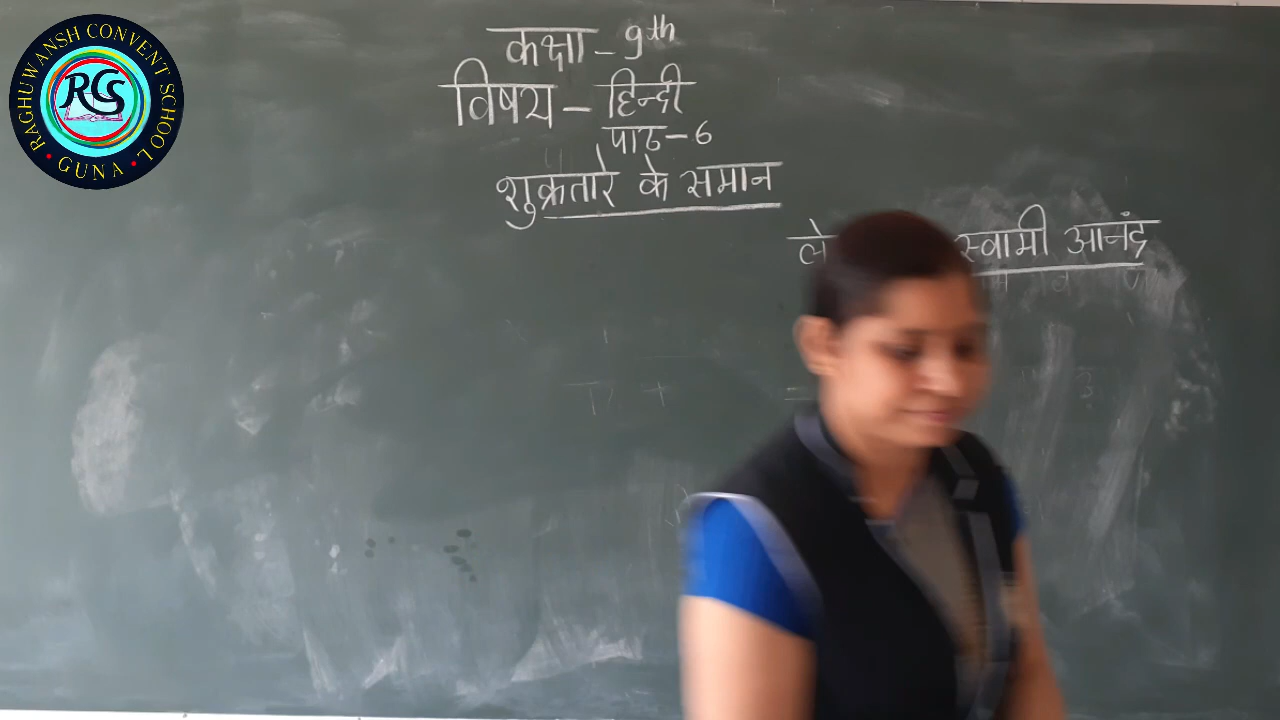 RAGHUWANSH CONVENT SCHOOL
RCS
GUNA
कक्षा - 9th
विषय - हिन्दी
पाठ - 6
शुक्रतारे के समान
स्वामी आनंद